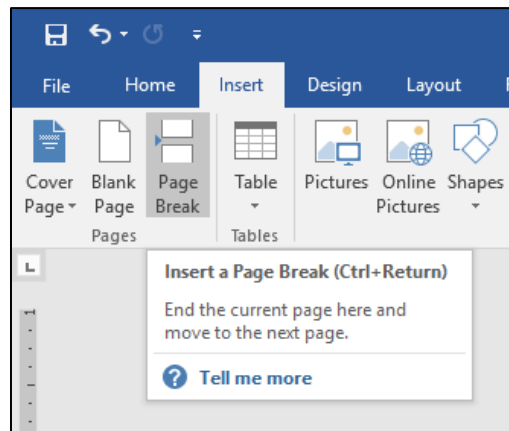 File Home Insert Design Layout
Cover Page Blank Page Page Break Table Pictures Online Pictures Shapes
Pages Tables
L
Insert a Page Break (Ctrl+Return)
End the current page here and
move to the next page.
? Tell me more
1